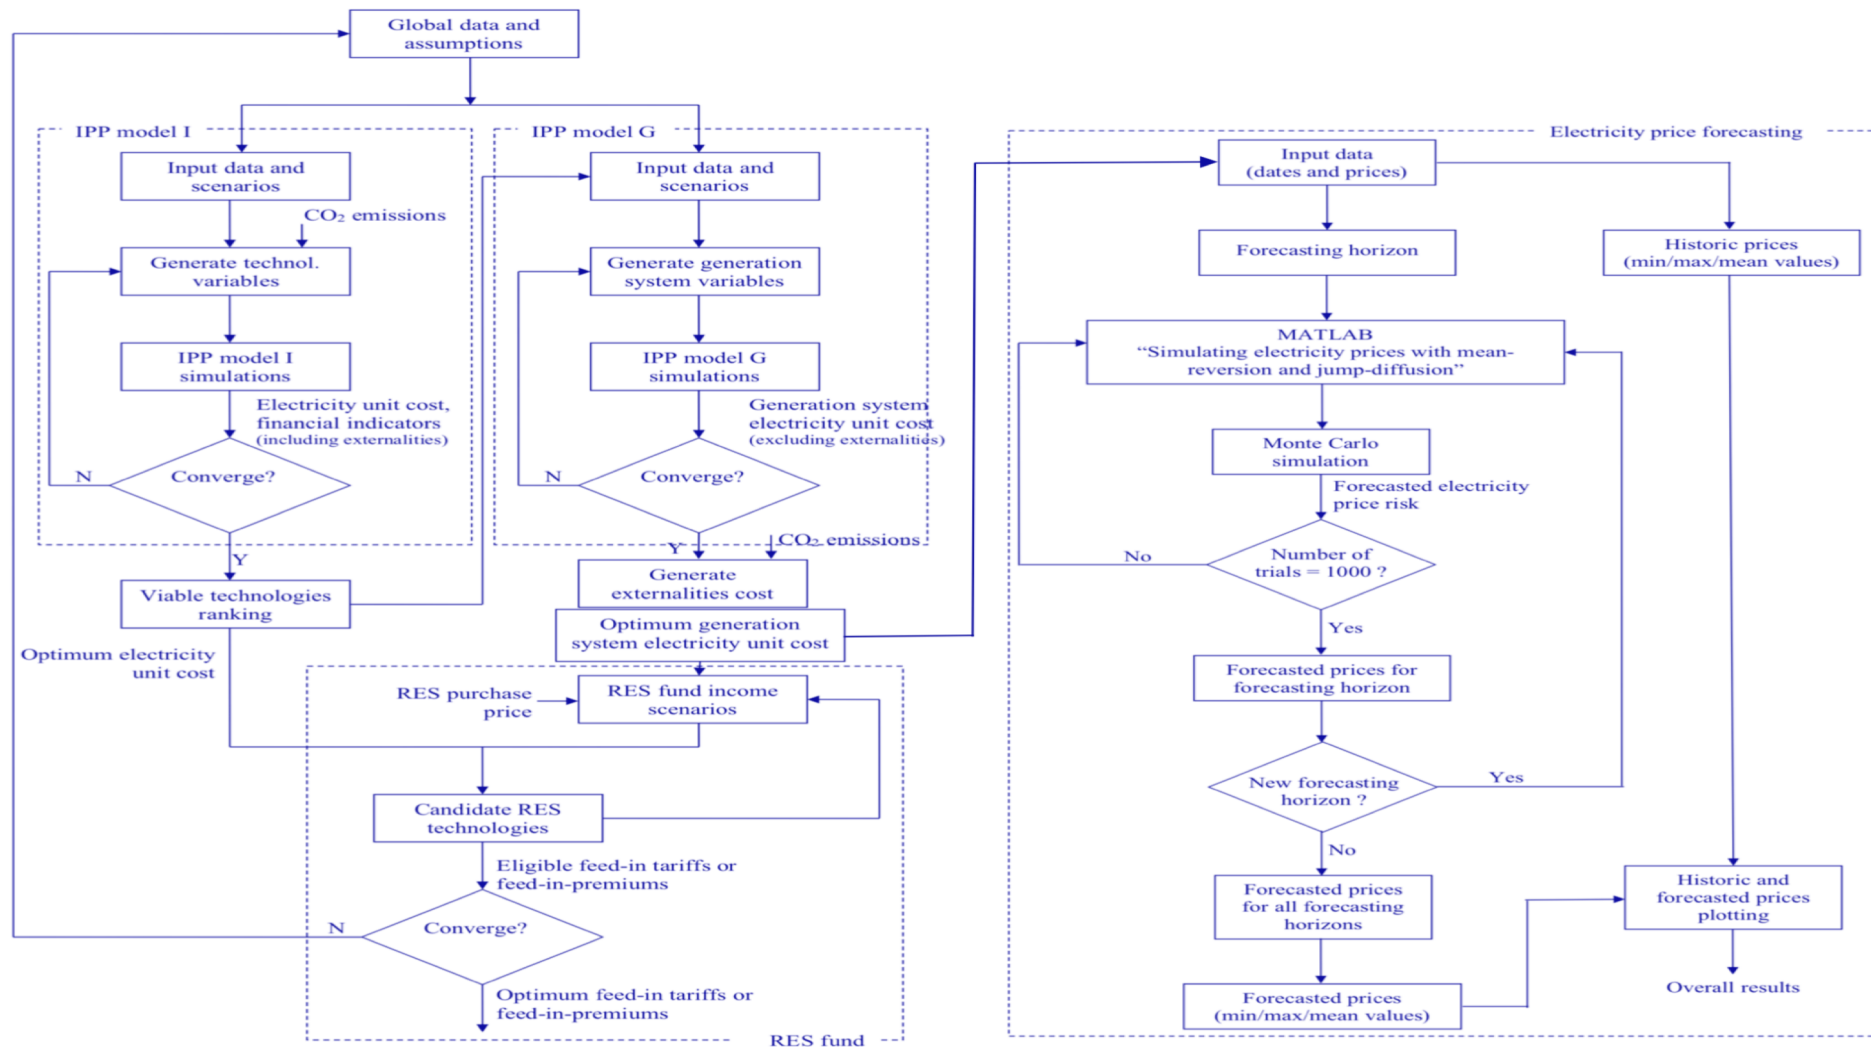 Global data and
assumptions
IPP model I
Input data and
scenarios
CO₂ emissions
Generate technol.
variables
IPP model I
simulations
Electricity unit cost,
financial indicators
(including externalities)
Converge?
N
Y
Viable technologies
ranking
Optimum electricity
unit cost
IPP model G
Input data and
scenarios
Generate generation
system variables
IPP model G
simulations
Generation system
electricity unit cost
(excluding externalities)
Converge?
N
Y
CO₂ emissions
Generate
externalities cost
Optimum generation
system electricity unit cost
RES purchase
price
RES fund income
scenarios
Candidate RES
technologies
Eligible feed-in tariffs or
feed-in-premiums
Converge?
N
Optimum feed-in tariffs or
feed-in-premiums
RES fund
Electricity price forecasting
Input data
(dates and prices)
Forecasting horizon
Historic prices
(min/max/mean values)
MATLAB
“Simulating electricity prices with mean-
reversion and jump-diffusion”
Monte Carlo
simulation
Forecasted electricity
price risk
Number of
trials = 1000 ?
No
Yes
Forecasted prices for
forecasting horizon
New forecasting
horizon ?
Yes
No
Forecasted prices
for all forecasting
horizons
Forecasted prices
(min/max/mean values)
Historic and
forecasted prices
plotting
Overall results